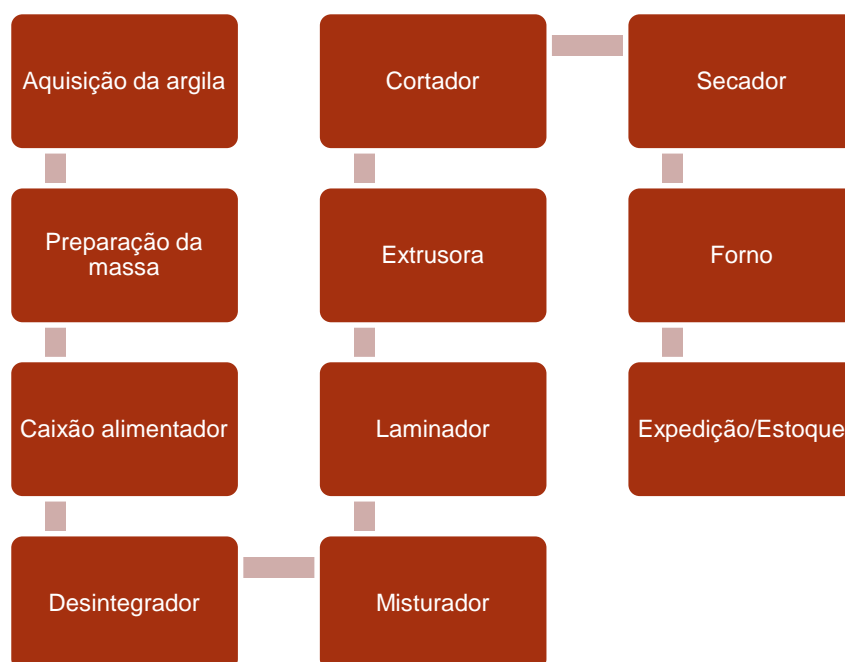 Aquisição da argila
Preparação da
massa
Caixão alimentador
Desintegrador
Misturador
Laminador
Extrusora
Cortador
Secador
Forno
Expedição/Estoque